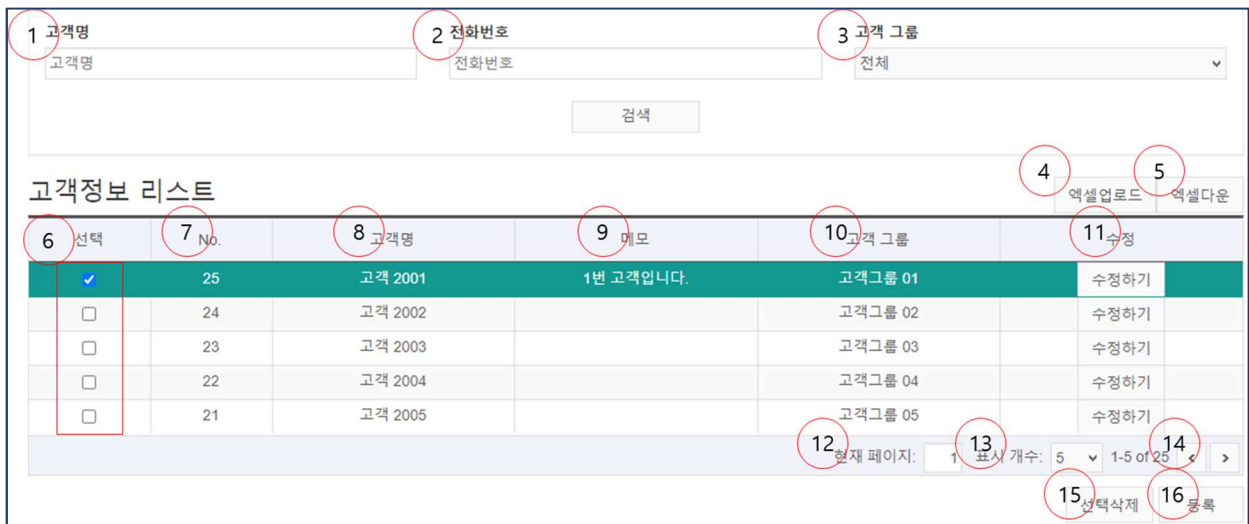 1 고객명 2 전화번호 3 고객 그룹
고객명 전화번호 전체
검색
4 5
고객정보 리스트 엑셀업로드 엑셀다운
6 선택 7 No. 8 고객명 9 메모 10 고객 그룹 11 수정
25 고객 2001 1번 고객입니다. 고객그룹 01 수정하기
24 고객 2002 고객그룹 02 수정하기
23 고객 2003 고객그룹 03 수정하기
22 고객 2004 고객그룹 04 수정하기
21 고객 2005 고객그룹 05 수정하기
12 현재 페이지: 1 13 표시 개수: 5 1-5 of 25 14 < >
15 선택삭제 16 등록